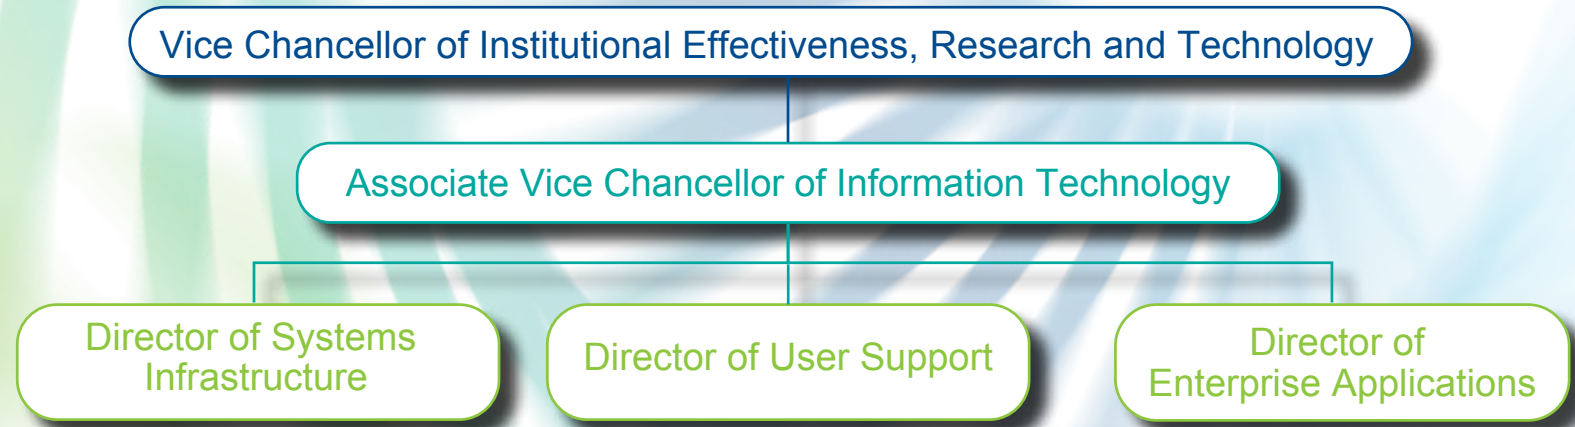 Vice Chancellor of Institutional Effectiveness, Research and Technology
Associate Vice Chancellor of Information Technology
Director of Systems
Infrastructure
Director of User Support
Director of
Enterprise Applications